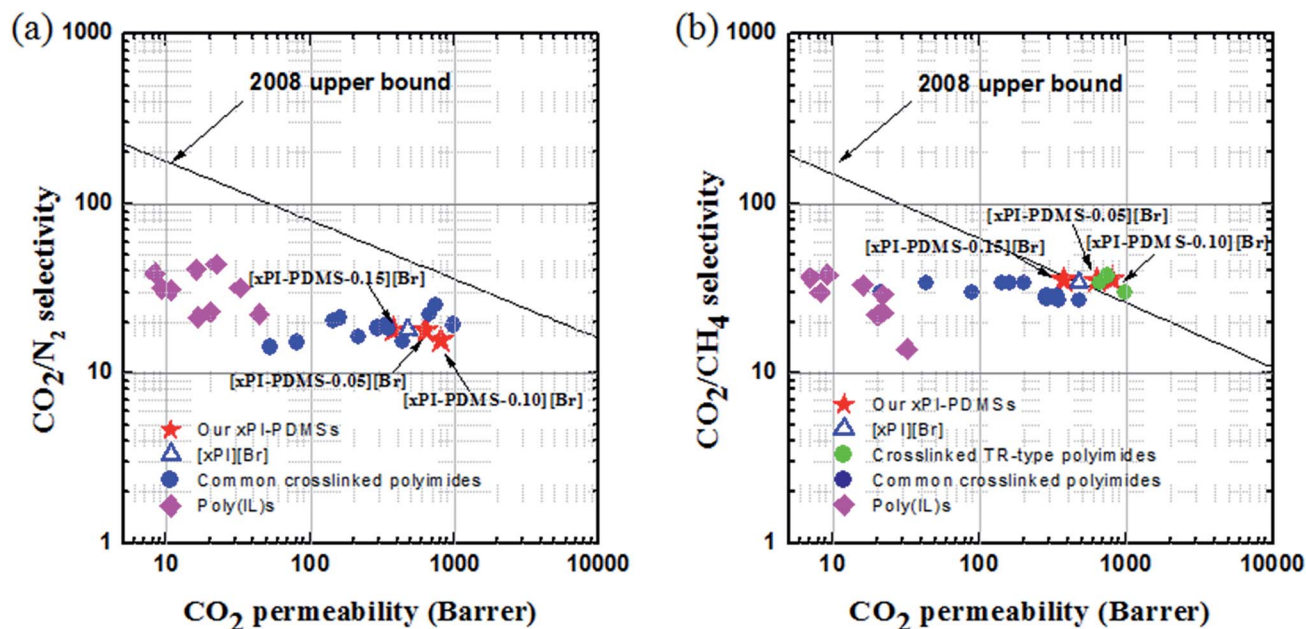 (a)
1000
100
10
1
CO2/N2 selectivity
2008 upper bound
[xPI-PDMS-0.15][Br]
[xPI-PDMS-0.05][Br]
[xPI-PDMS-0.10][Br]
Our xPI-PDMSs
[xPI][Br]
Common crosslinked polyimides
Poly(IL)s
10 100 1000 10000
CO2 permeability (Barrer)
(b)
1000
100
10
1
CO2/CH4 selectivity
2008 upper bound
[xPI-PDMS-0.05][Br]
[xPI-PDMS-0.15][Br]
[xPI-PDMS-0.10][Br]
Our xPI-PDMSs
[xPI][Br]
Crosslinked TR-type polyimides
Common crosslinked polyimides
Poly(IL)s
10 100 1000 10000
CO2 permeability (Barrer)